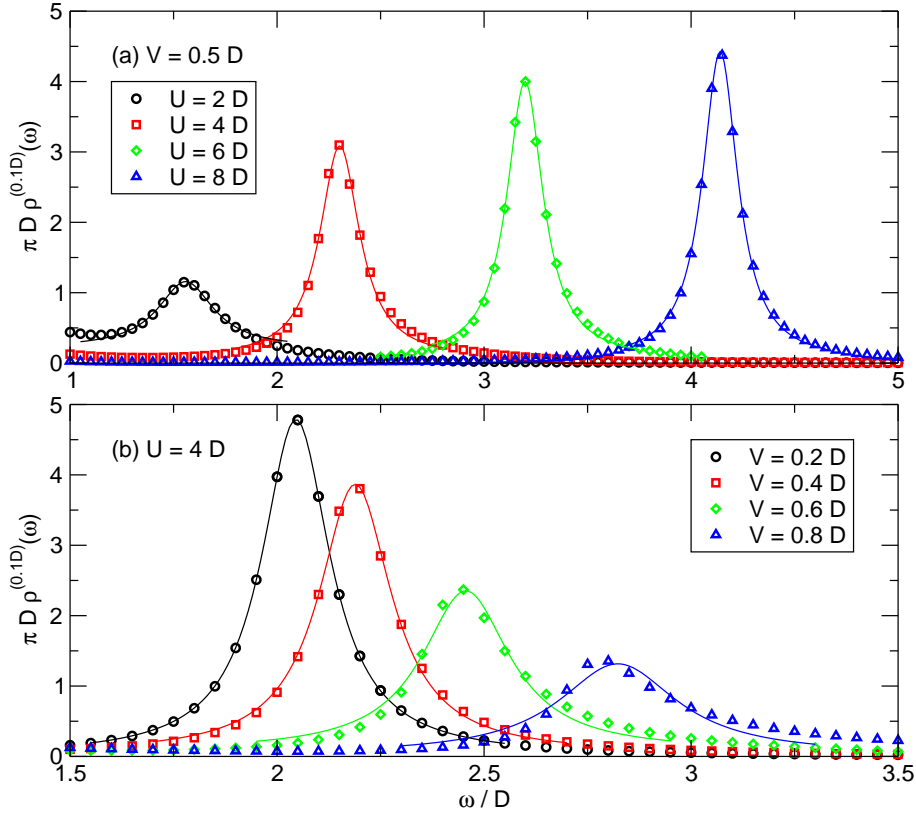 5
(a) V = 0.5 D
4
U = 2 D
U = 4 D
3
U = 6 D
U = 8 D
2
1
0
π D ρ(0.1D)(ω)
1 2 3 4 5
5
(b) U = 4 D
4
V = 0.2 D
V = 0.4 D
3
V = 0.6 D
V = 0.8 D
2
1
0
π D ρ(0.1D)(ω)
1.5 2 2.5 3 3.5
ω / D